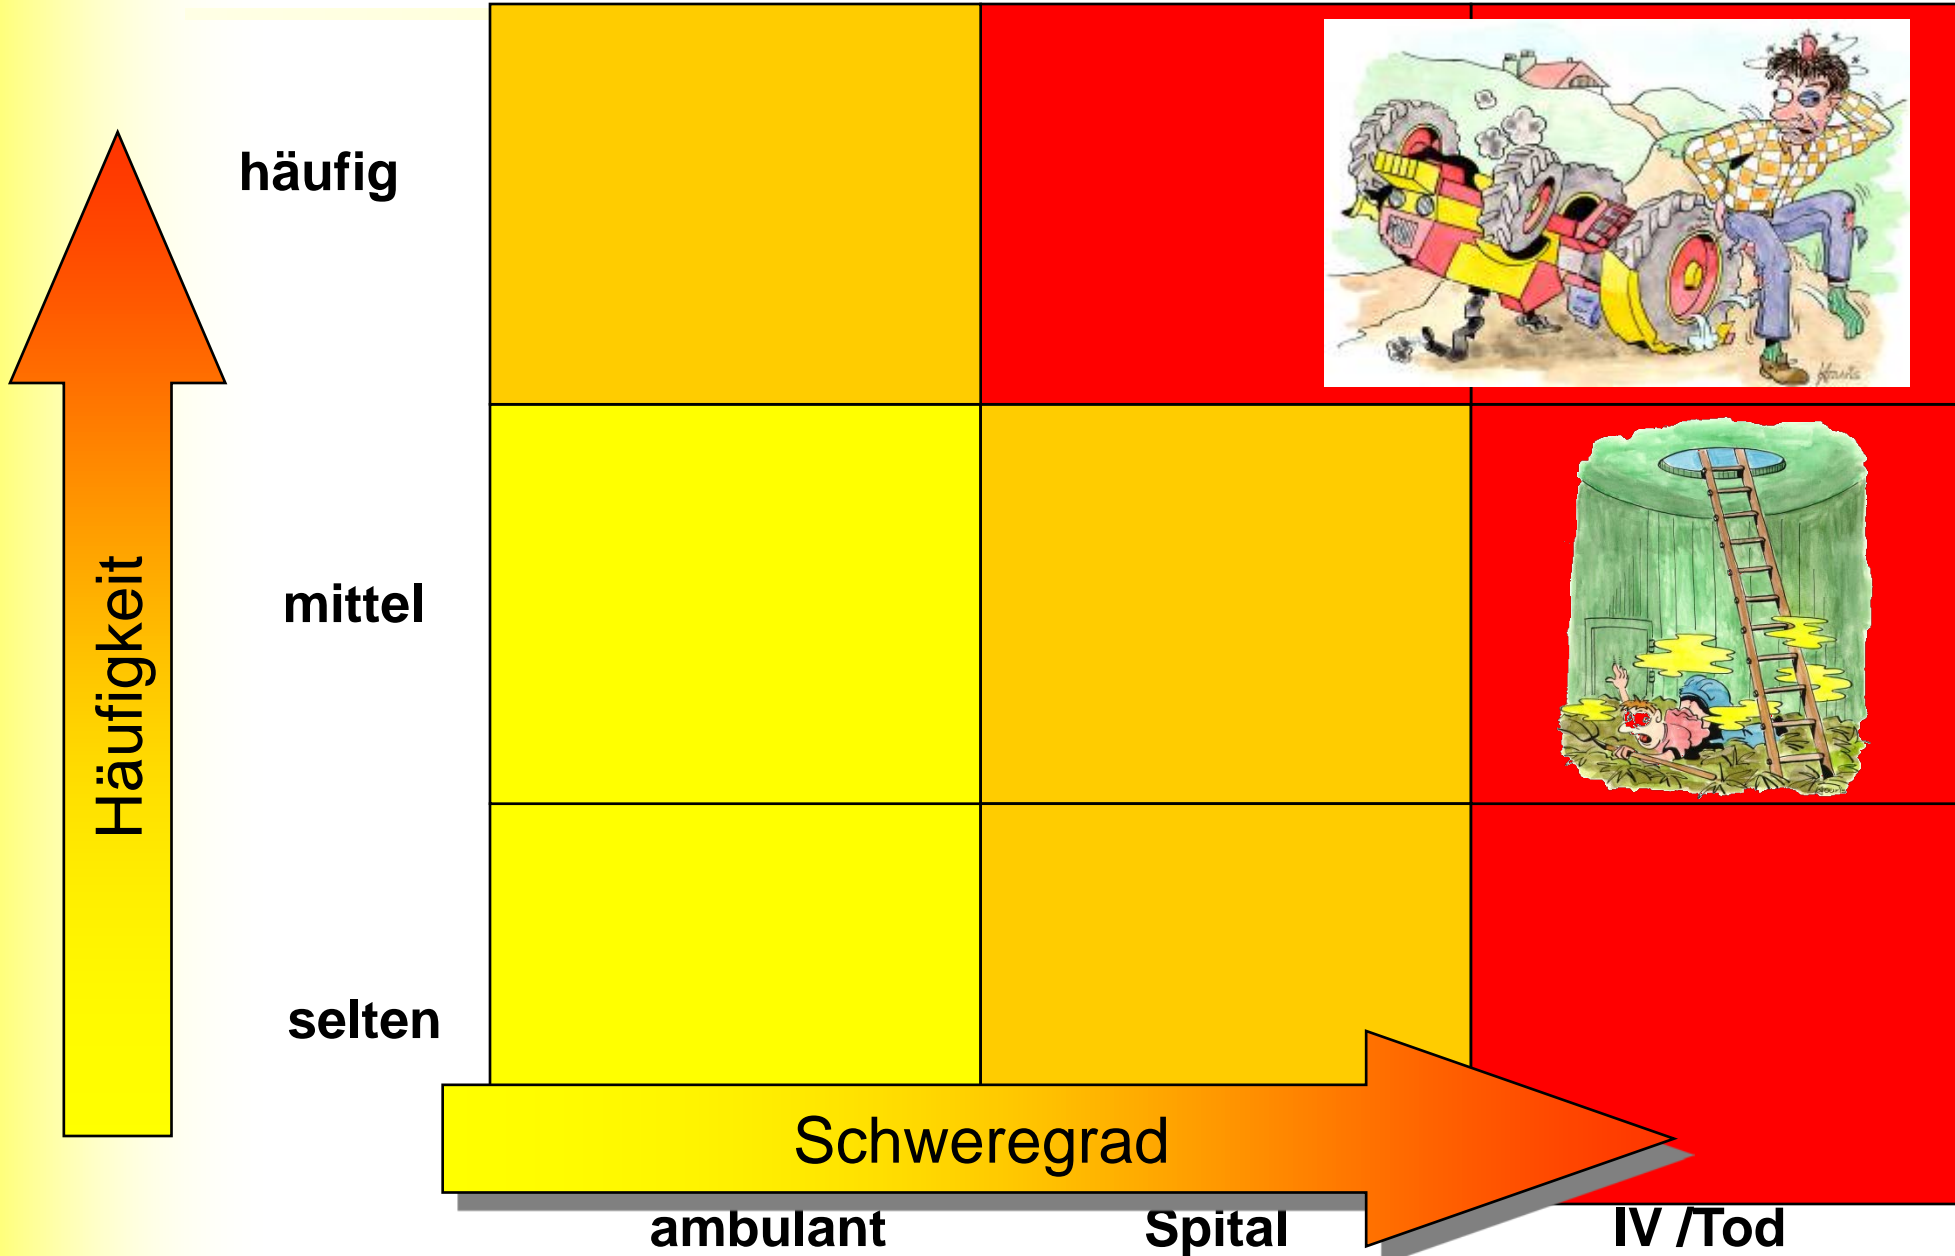 häufig
mittel
Häufigkeit
selten
Schweregrad
ambulant Spital IV /Tod